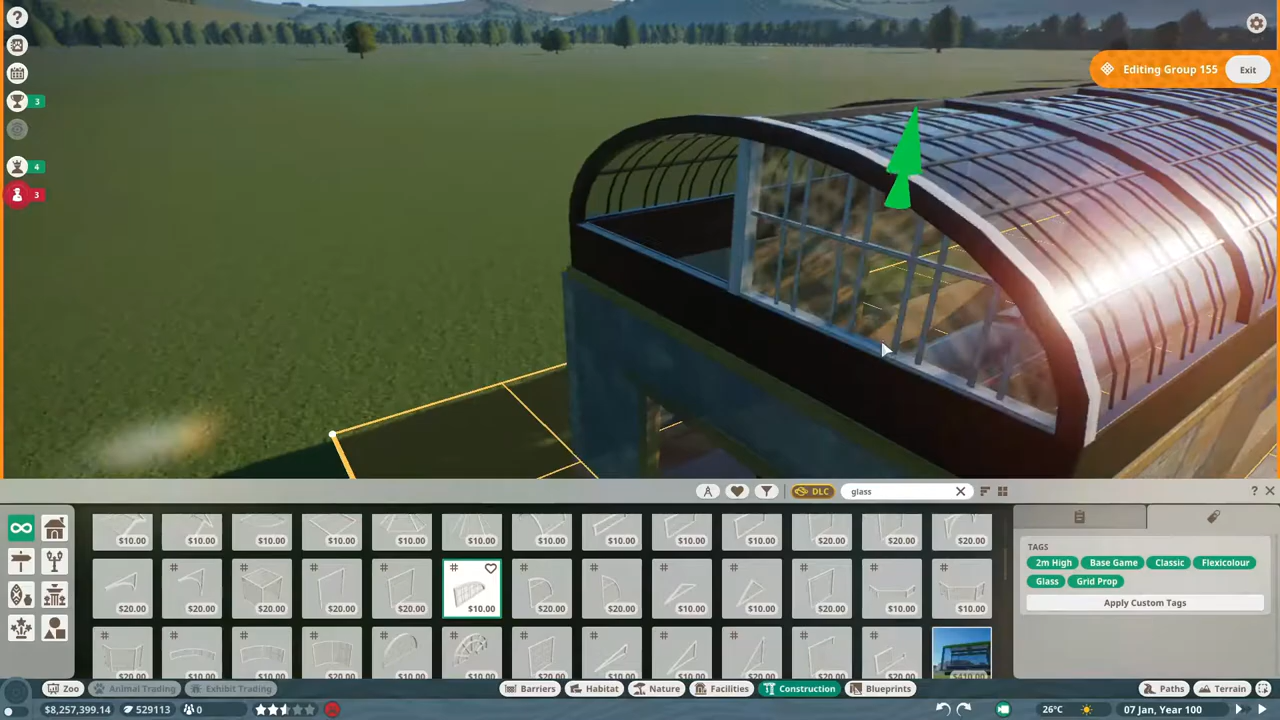 ?
Editing Group 155
Exit
3
4
3
DLC
glass
?
$10.00 $10.00 $10.00 $10.00 $10.00 $10.00 $10.00 $10.00 $10.00 $10.00 $20.00 $20.00 $20.00
$20.00 $20.00 $20.00 $20.00 $20.00 $10.00 $20.00 $20.00 $10.00 $10.00 $20.00 $10.00 $10.00
TAGS
2m High
Base Game
Classic
Flexicolour
Glass
Grid Prop
Apply Custom Tags
Zoo
Animal Trading
Exhibit Trading
Barriers
Habitat
Nature
Facilities
Construction
Blueprints
Paths
Terrain
$8,257,399.14
529113
0
26°C
07 Jan, Year 100